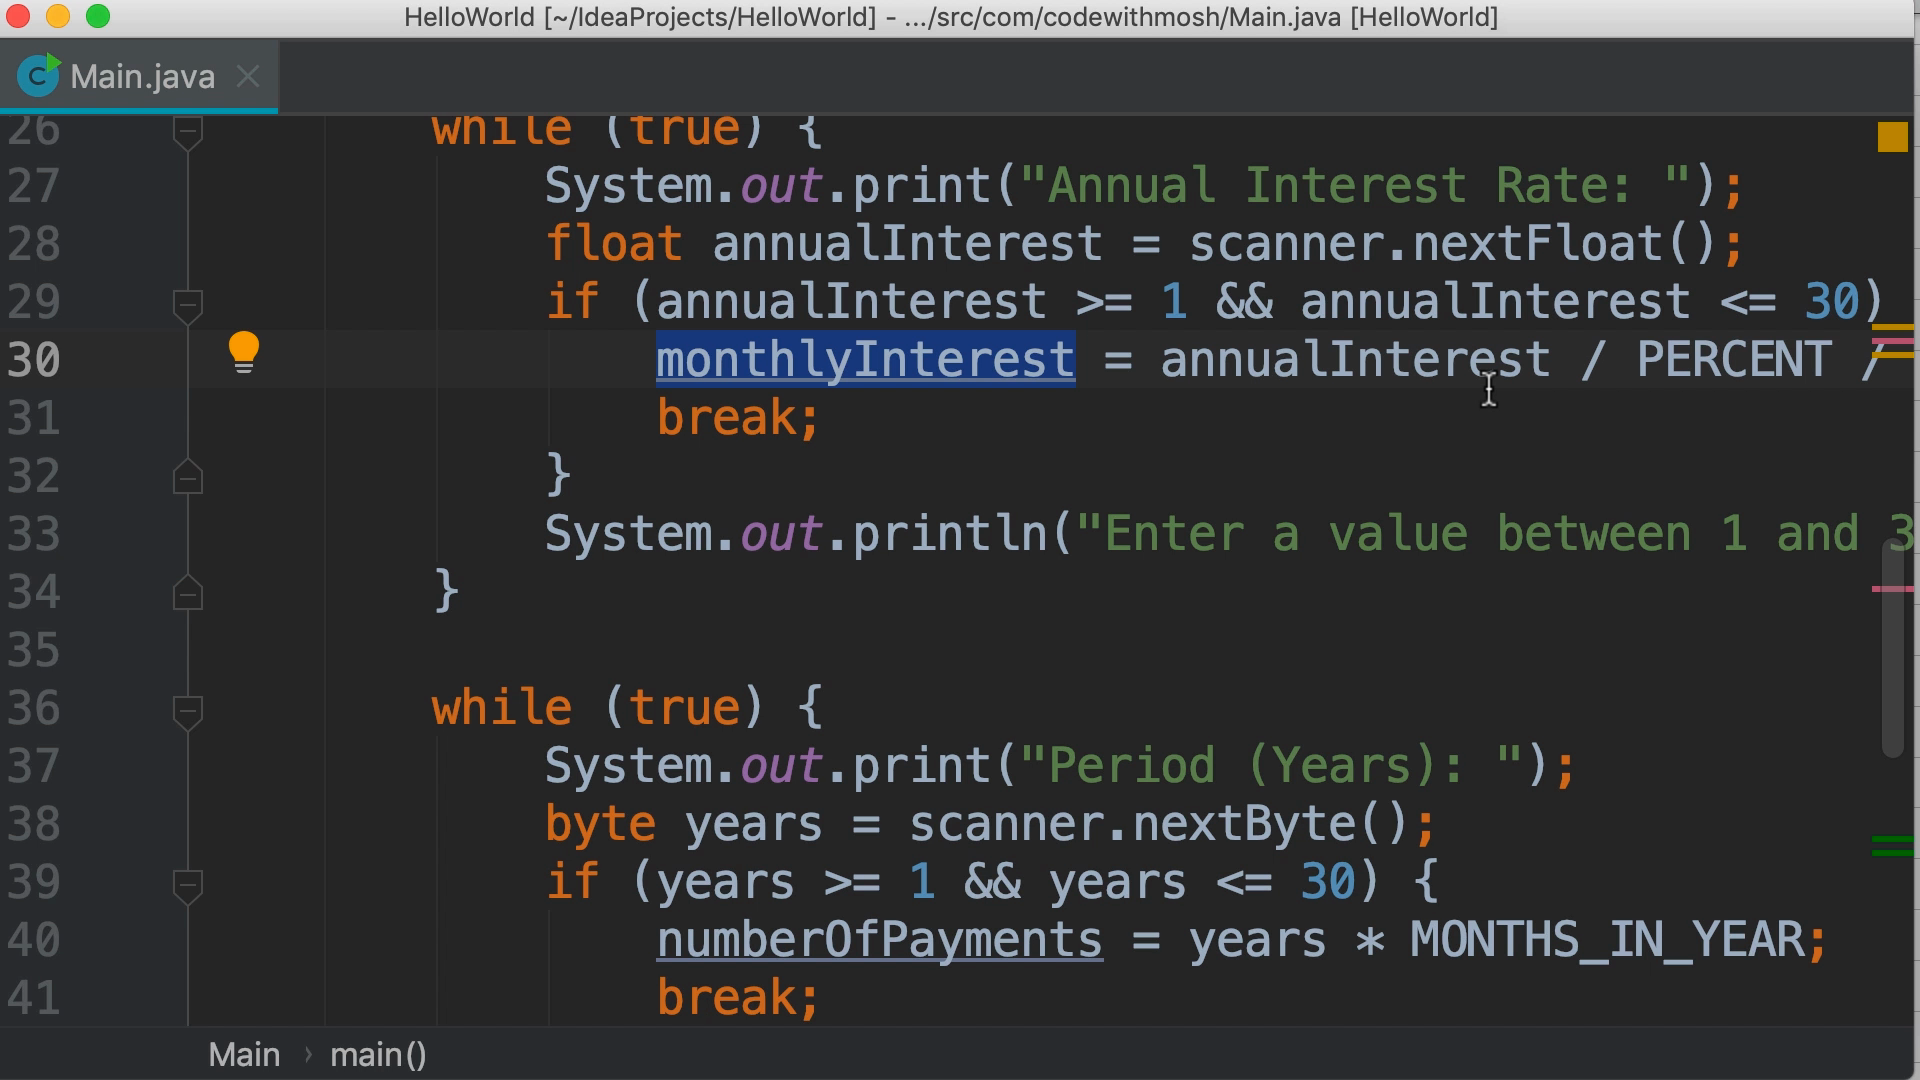 HelloWorld [~/IdeaProjects/HelloWorld] - .../src/com/codewithmosh/Main.java [HelloWorld]
Main.java
26 while (true) {
27 System.out.print("Annual Interest Rate: ");
28 float annualInterest = scanner.nextFloat();
29 if (annualInterest >= 1 && annualInterest <= 30)
30 monthlyInterest = annualInterest / PERCENT /
31 break;
32 }
33 System.out.println("Enter a value between 1 and 3
34 }
35
36 while (true) {
37 System.out.print("Period (Years): ");
38 byte years = scanner.nextByte();
39 if (years >= 1 && years <= 30) {
40 numberOfPayments = years * MONTHS_IN_YEAR;
41 break;
Main › main()